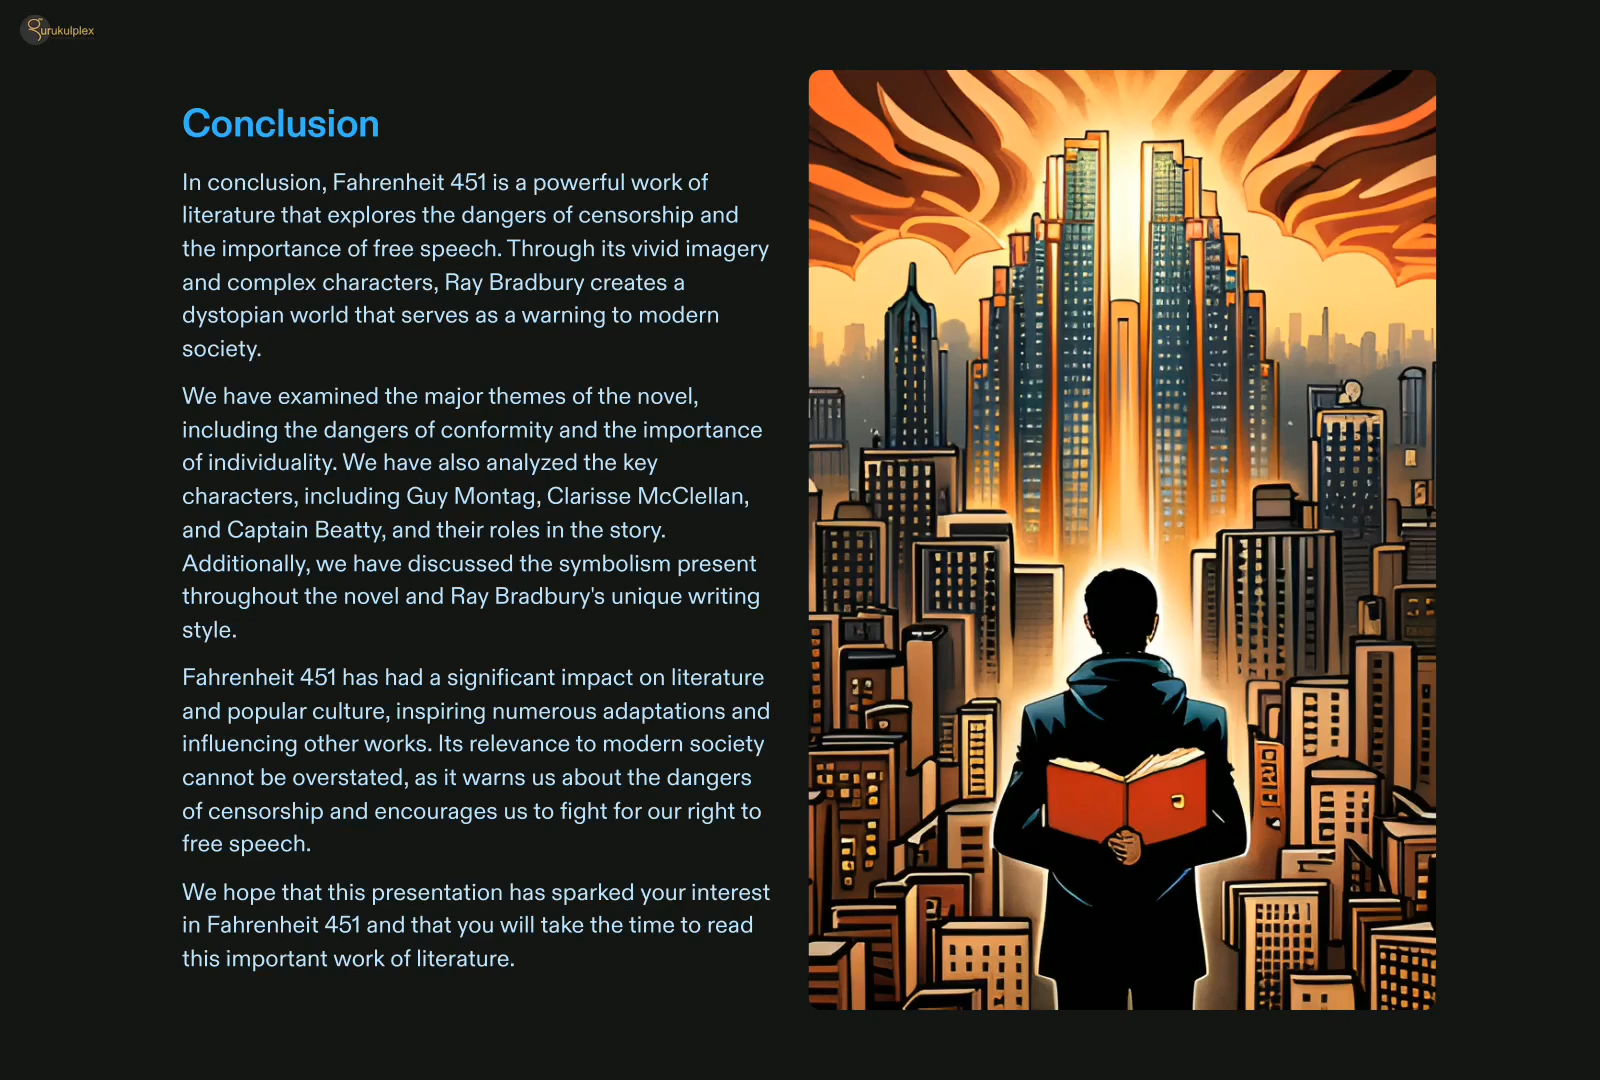 gurukulplex
Conclusion
In conclusion, Fahrenheit 451 is a powerful work of
literature that explores the dangers of censorship and
the importance of free speech. Through its vivid imagery
and complex characters, Ray Bradbury creates a
dystopian world that serves as a warning to modern
society.
We have examined the major themes of the novel,
including the dangers of conformity and the importance
of individuality. We have also analyzed the key
characters, including Guy Montag, Clarisse McClellan,
and Captain Beatty, and their roles in the story.
Additionally, we have discussed the symbolism present
throughout the novel and Ray Bradbury's unique writing
style.
Fahrenheit 451 has had a significant impact on literature
and popular culture, inspiring numerous adaptations and
influencing other works. Its relevance to modern society
cannot be overstated, as it warns us about the dangers
of censorship and encourages us to fight for our right to
free speech.
We hope that this presentation has sparked your interest
in Fahrenheit 451 and that you will take the time to read
this important work of literature.